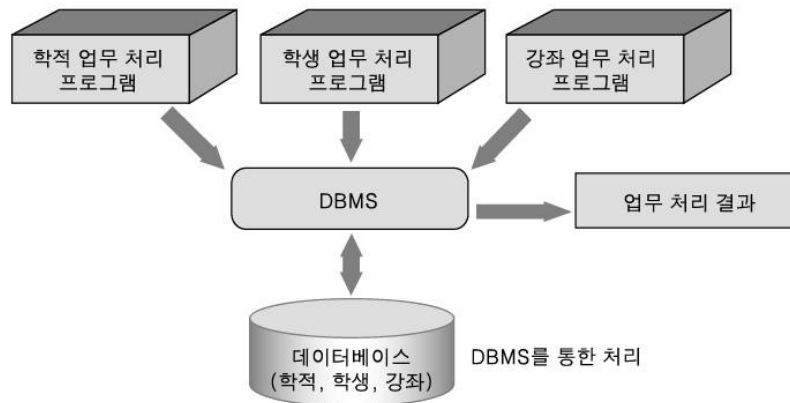 학적 업무 처리
프로그램
학생 업무 처리
프로그램
강좌 업무 처리
프로그램
DBMS
업무 처리 결과
데이터베이스
(학적, 학생, 강좌)
DBMS를 통한 처리